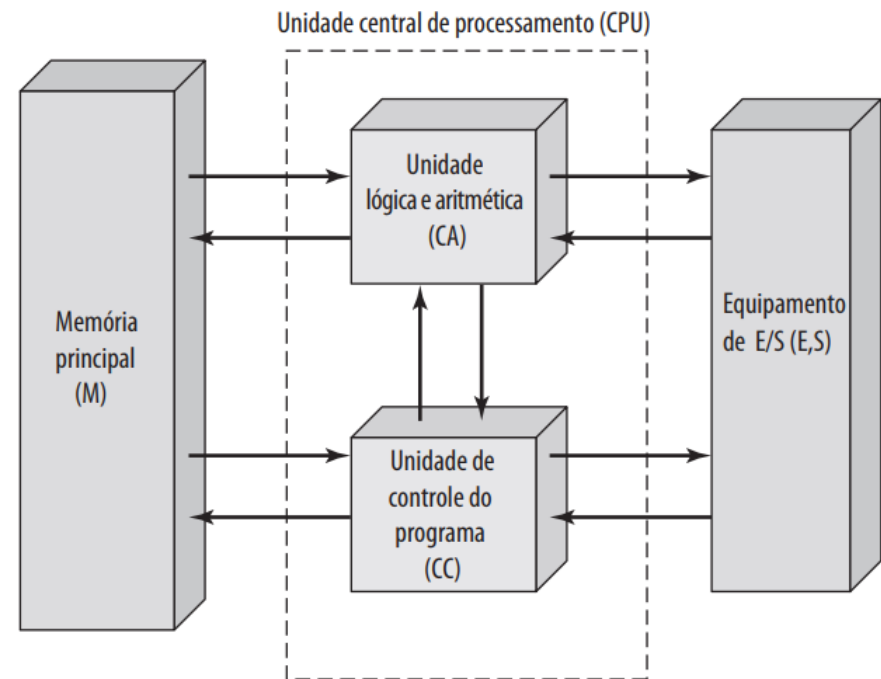 Unidade central de processamento (CPU)
Unidade
lógica e aritmética
(CA)
Memória
principal
(M)
Equipamento
de E/S (E,S)
Unidade de
controle do
programa
(CC)